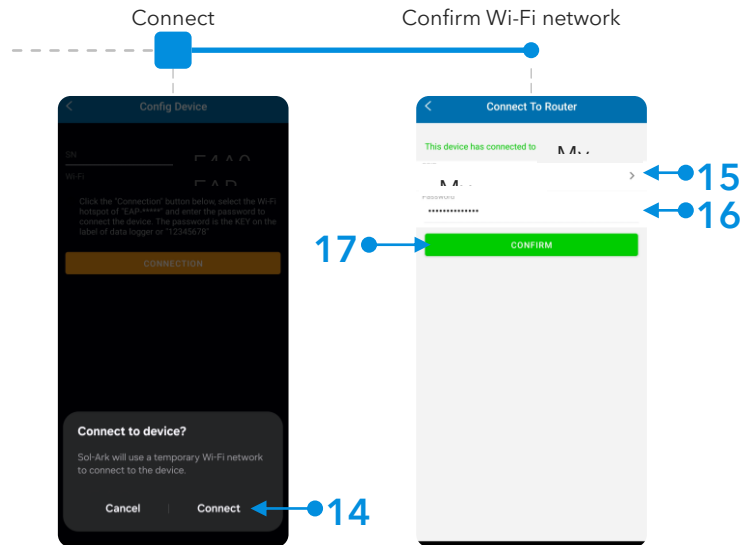 Connect
Confirm Wi-Fi network
Config Device
SN
Wi-Fi
Click the "Connection" button below, select the Wi-Fi
hotspot of "EAP-*****" and enter the password to
connect the device. The password is the KEY on the
label of data logger or "12345678"
CONNECTION
Connect to device?
Sol-Ark will use a temporary Wi-Fi network
to connect to the device.
Cancel
Connect
14
Connect To Router
This device has connected to
15
••••••••••••••
16
17
CONFIRM